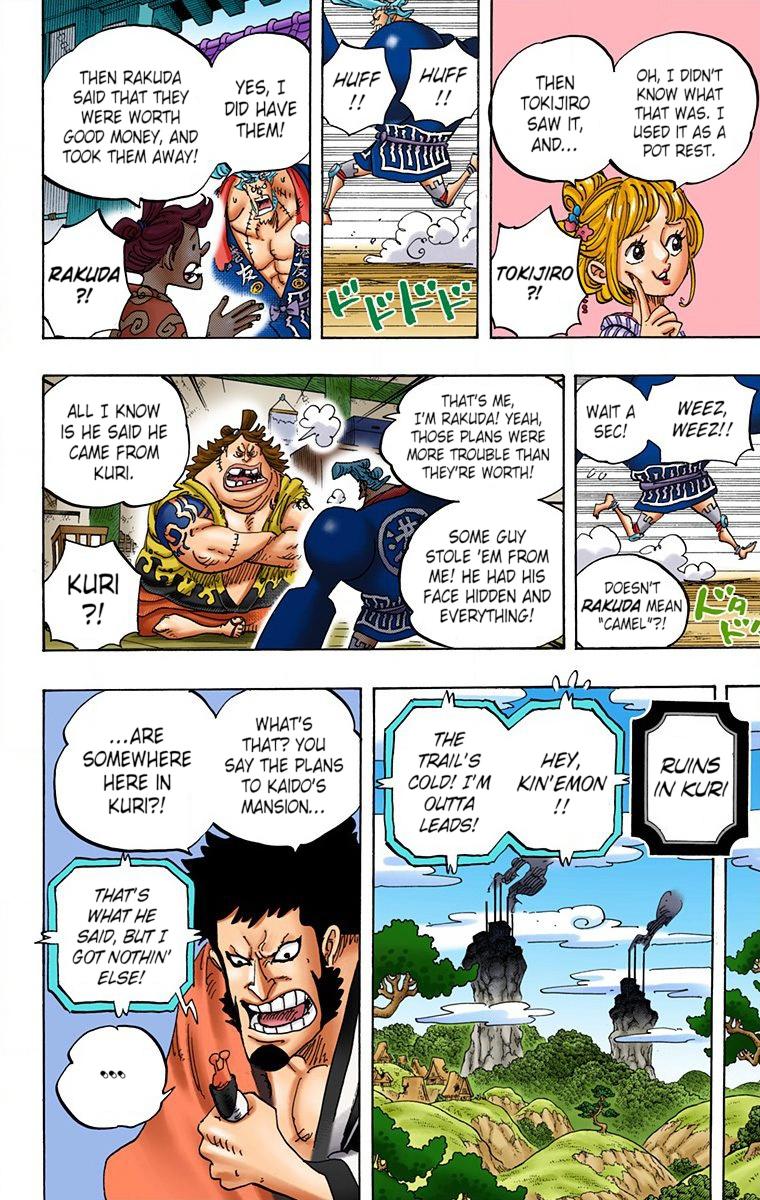 OH, I DIDN'T
KNOW WHAT
THAT WAS. I
USED IT AS A
POT REST.
THEN
TOKIJIRO
SAW IT,
AND...
TOKIJIRO
?!
HUFF
!!
HUFF
!!
ドドドド
YES, I
DID HAVE
THEM!
THEN RAKUDA
SAID THAT THEY
WERE WORTH
GOOD MONEY, AND
TOOK THEM AWAY!
RAKUDA
?!
WEEZ,
WEEZ!!
WAIT A
SEC!
DOESN'T
RAKUDA MEAN
"CAMEL"?!
ドタ
ド
THAT'S ME,
I'M RAKUDA! YEAH,
THOSE PLANS WERE
MORE TROUBLE THAN
THEY'RE WORTH!
SOME GUY
STOLE 'EM FROM
ME! HE HAD HIS
FACE HIDDEN AND
EVERYTHING!
ALL I KNOW
IS HE SAID HE
CAME FROM
KURI.
KURI
?!
RUINS
IN KURI
HEY,
KIN'EMON
!!
THE
TRAIL'S
COLD! I'M
OUTTA
LEADS!
WHAT'S
THAT? YOU
SAY THE PLANS
TO KAIDO'S
MANSION...
...ARE
SOMEWHERE
HERE IN
KURI?!
THAT'S
WHAT HE
SAID, BUT I
GOT NOTHIN'
ELSE!
...